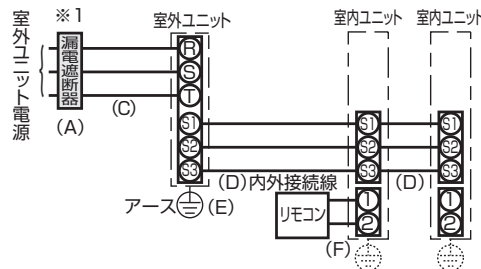 ※1
室外ユニット
室内ユニット
室内ユニット
室外ユニット電源
漏電遮断器
(A)
(C)
R
S
T
S1
S2
S3
S1
S2
S3
S1
S2
S3
(D)内外接続線
(D)
アース
(E)
リモコン
1
2
1
2
(F)